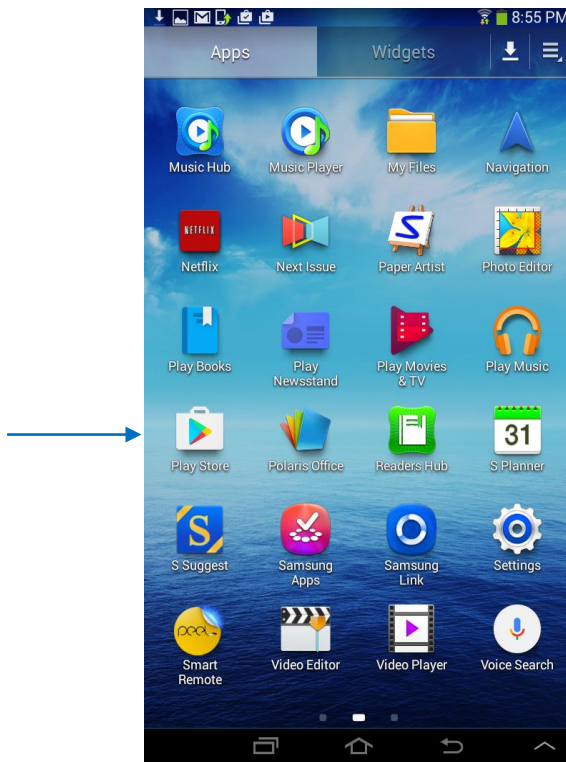 8:55 PM
Apps Widgets
Music Hub Music Player My Files Navigation
NETFLIX
Netflix Next Issue Paper Artist Photo Editor
Play Books Play Newsstand Play Movies & TV Play Music
Play Store Polaris Office Readers Hub 31 S Planner
S
S Suggest Samsung Apps Samsung Link Settings
peel
Smart Remote Video Editor Video Player Voice Search